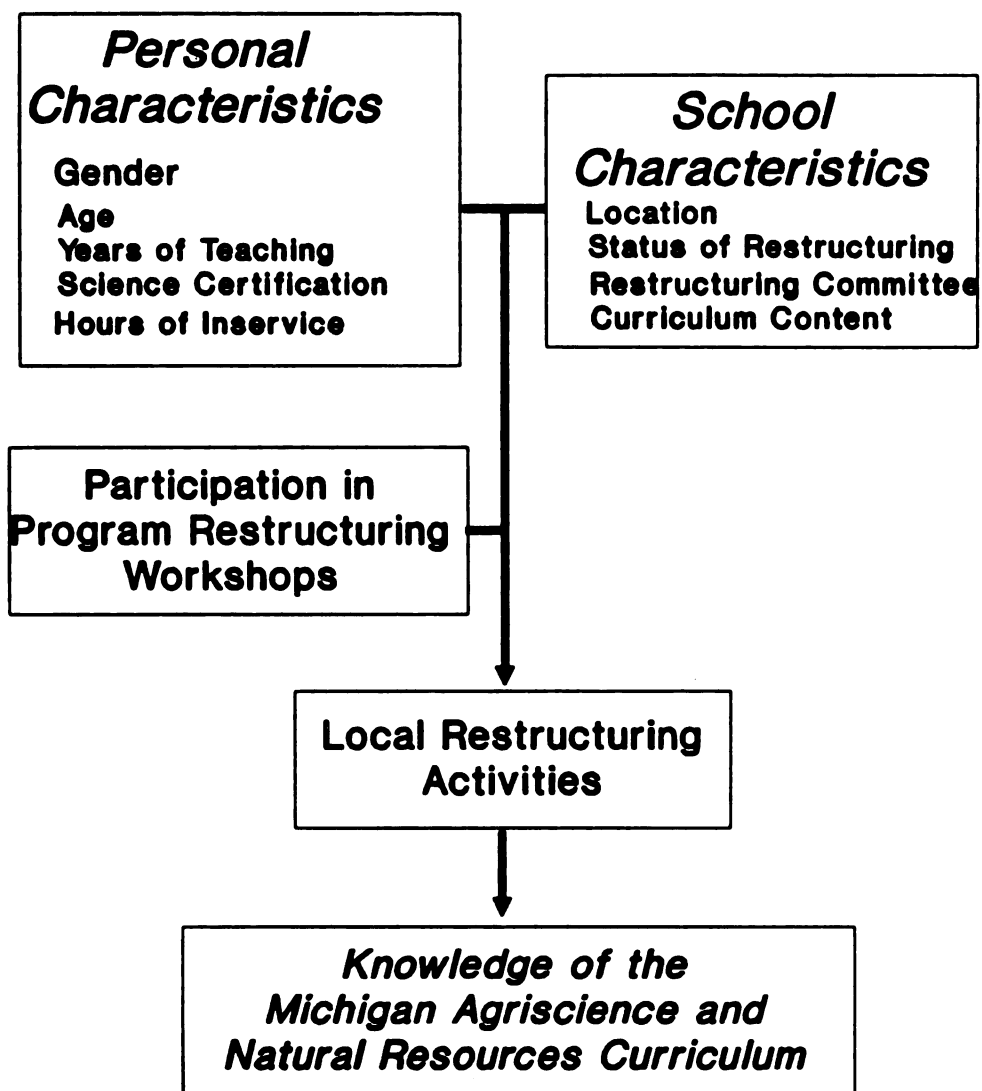 Personal
Characteristics
Gender
Age
Years of Teaching
Science Certification
Hours of Inservice
School
Characteristics
Location
Status of Restructuring
Restructuring Committee
Curriculum Content
Participation in
Program Restructuring
Workshops
Local Restructuring
Activities
Knowledge of the
Michigan Agriscience and
Natural Resources Curriculum